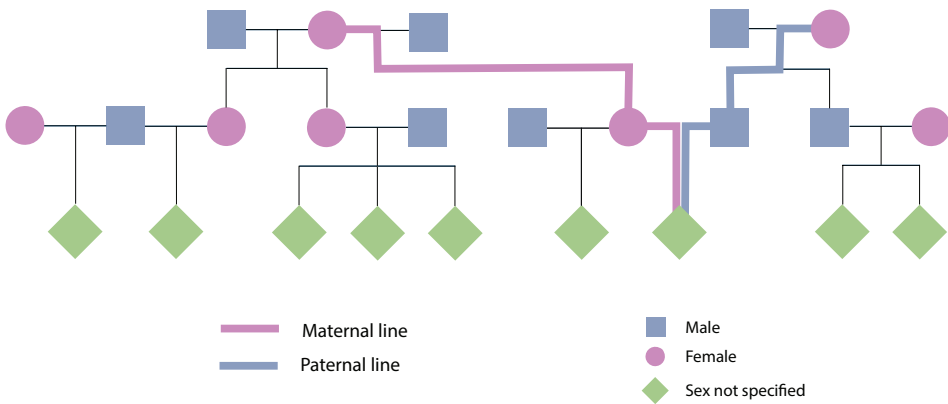 Maternal line
Paternal line
Male
Female
Sex not specified